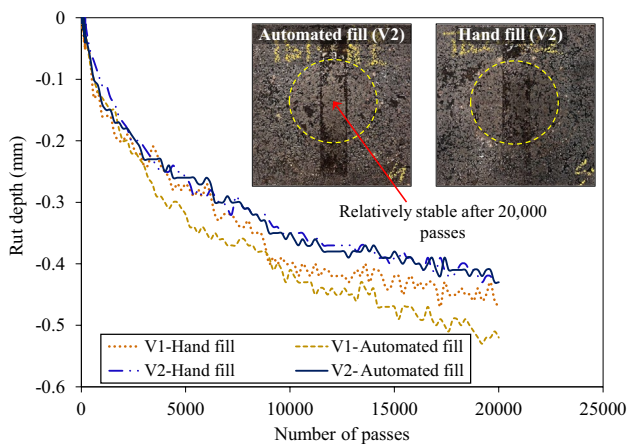 Automated fill (V2)
Hand fill (V2)
Relatively stable after 20,000
passes
Rut depth (mm)
0
-0.1
-0.2
-0.3
-0.4
-0.5
-0.6
V1-Hand fill
V1-Automated fill
V2-Hand fill
V2-Automated fill
0
5000
10000
15000
20000
25000
Number of passes